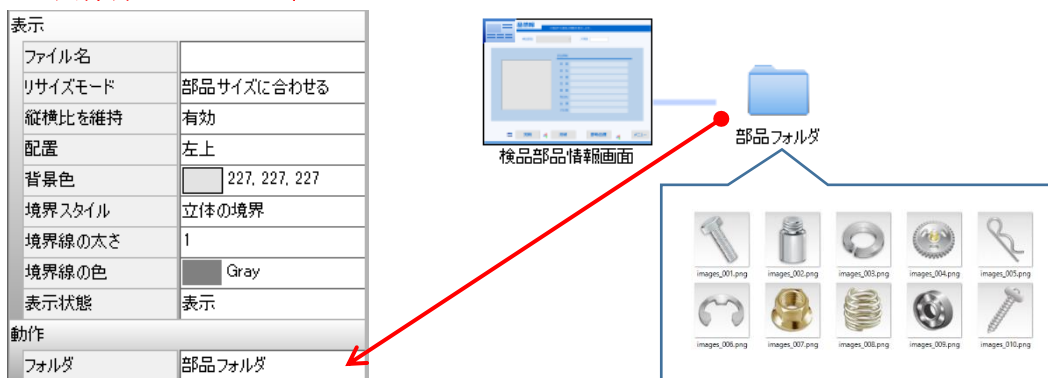 表示
ファイル名
リサイズモード 部品サイズに合わせる
縦横比を維持 有効
配置 左上
背景色 227, 227, 227
境界スタイル 立体の境界
境界線の太さ 1
境界線の色 Gray
表示状態 表示
動作
フォルダ 部品フォルダ
検品部品情報画面
部品フォルダ
images_001.png images_002.png images_003.png images_004.png images_005.png
images_006.png images_007.png images_008.png images_009.png images_010.png